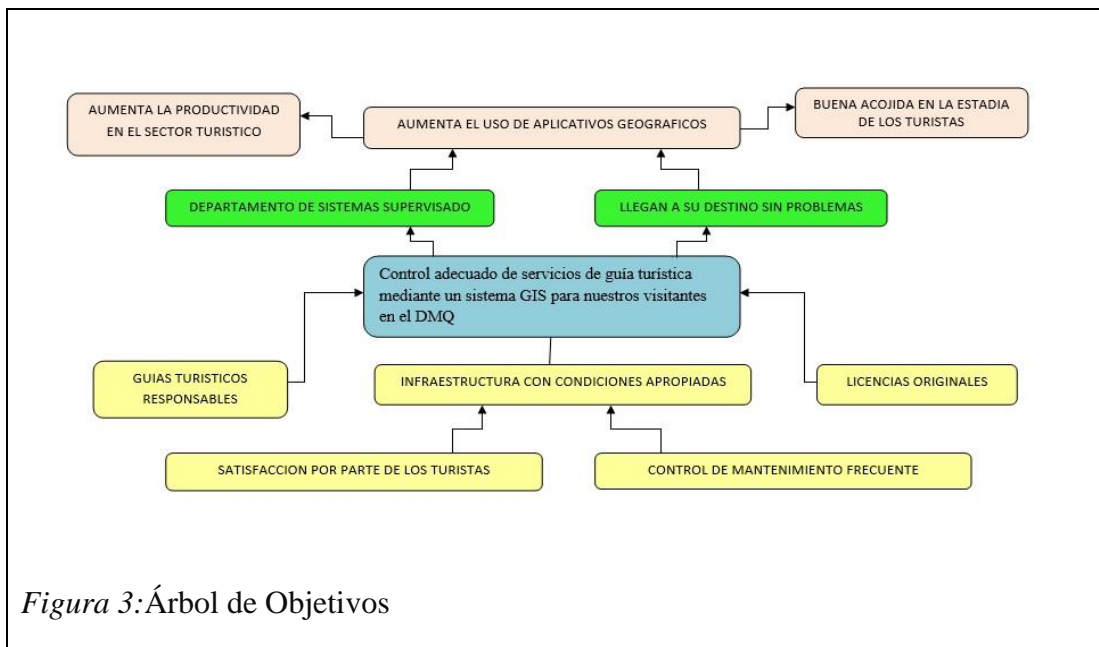 AUMENTA LA PRODUCTIVIDAD
EN EL SECTOR TURISTICO
AUMENTA EL USO DE APLICATIVOS GEOGRAFICOS
BUENA ACOJIDA EN LA ESTADIA
DE LOS TURISTAS
DEPARTAMENTO DE SISTEMAS SUPERVISADO
LLEGAN A SU DESTINO SIN PROBLEMAS
Control adecuado de servicios de guía turística
mediante un sistema GIS para nuestros visitantes
en el DMQ
GUIAS TURISTICOS
RESPONSABLES
INFRAESTRUCTURA CON CONDICIONES APROPIADAS
LICENCIAS ORIGINALES
SATISFACCION POR PARTE DE LOS TURISTAS
CONTROL DE MANTENIMIENTO FRECUENTE
Figura 3:Árbol de Objetivos